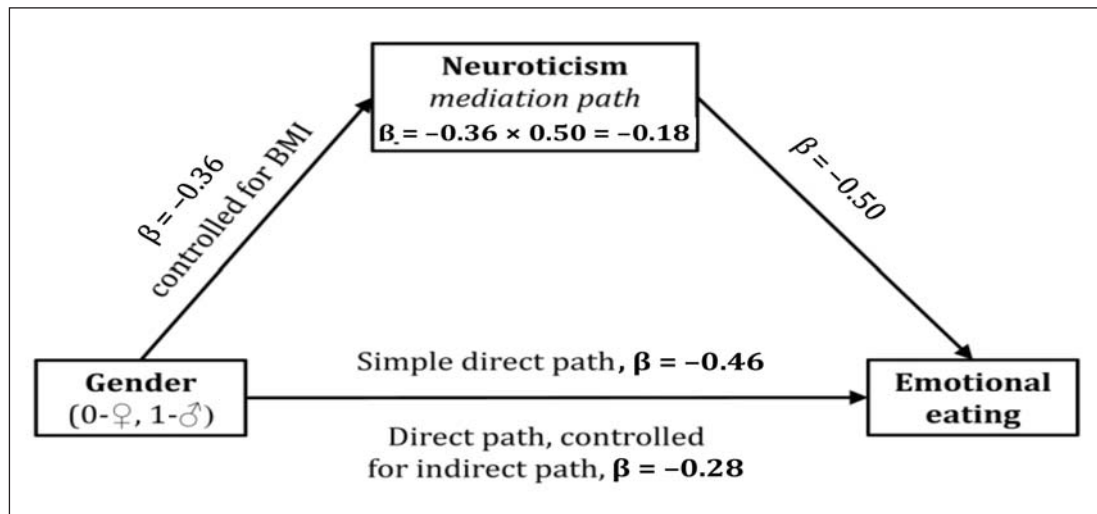 Neuroticism
mediation path
β = –0.36 × 0.50 = –0.18
β = –0.36
controlled for BMI
β = –0.50
Gender
(0-♀, 1-♂)
Simple direct path, β = –0.46
Direct path, controlled
for indirect path, β = –0.28
Emotional
eating